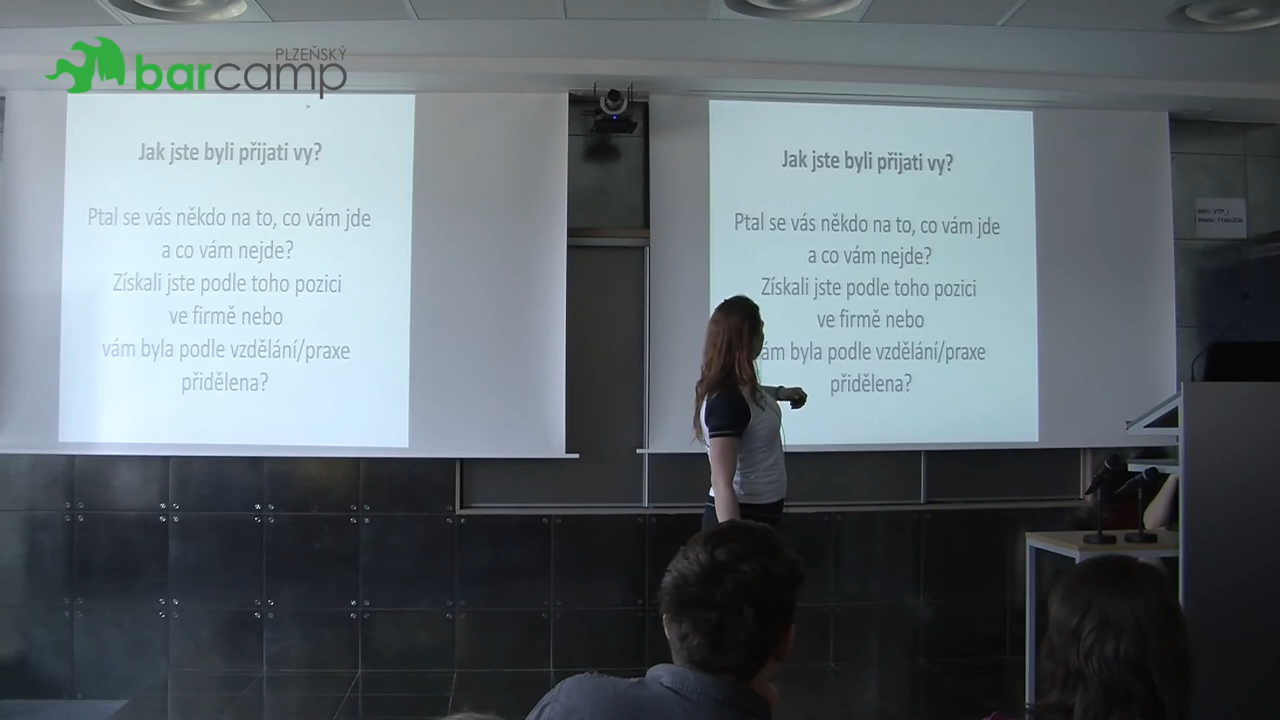 PLZEŇSKÝ
barcamp
Jak jste byli přijati vy?
Ptal se vás někdo na to, co vám jde
a co vám nejde?
Získali jste podle toho pozici
ve firmě nebo
vám byla podle vzdělání/praxe
přidělena?
Jak jste byli přijati vy?
Ptal se vás někdo na to, co vám jde
a co vám nejde?
Získali jste podle toho pozici
ve firmě nebo
ám byla podle vzdělání/praxe
přidělena?